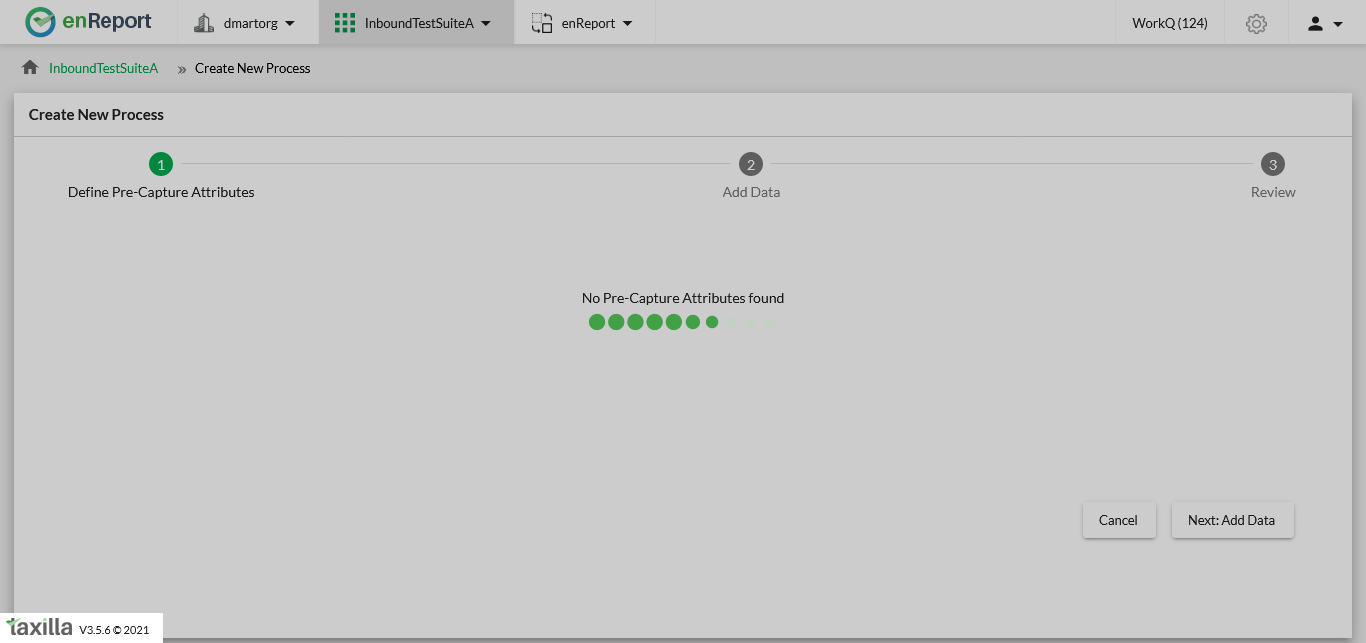 enReport
dmartorg
InboundTestSuiteA
enReport
WorkQ (124)
InboundTestSuiteA » Create New Process
Create New Process
1
2
3
Define Pre-Capture Attributes
Add Data
Review
No Pre-Capture Attributes found
Cancel
Next: Add Data
taxilla V3.5.6 © 2021